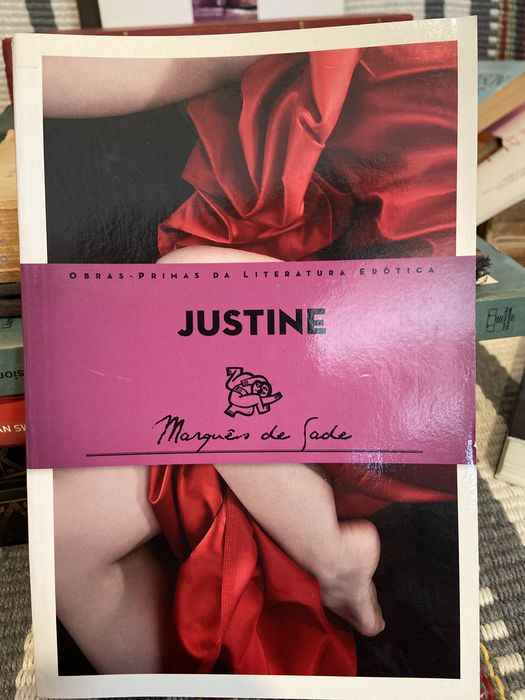 OBRAS-PRIMAS DA LITERATURA ERÓTICA
JUSTINE
Marquês de Sade